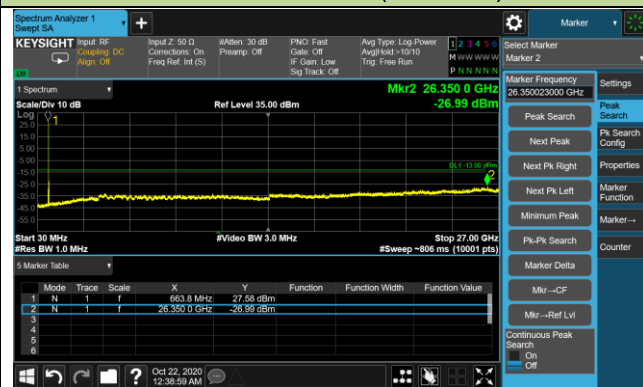 Spectrum Analyzer 1
Swept SA
Marker
KEYSIGHT Input: RF Input Z: 50 Ω #Atten: 30 dB PNO: Fast Avg Type: Log-Power 1 2 3 4 5 6
Coupling: DC Corrections: On Preamp: Off Gate: Off Avg|Hold:>10/10 M W W W W W
Align: Off Freq Ref: Int (S) IF Gain: Low Trig: Free Run P N N N N N
Sig Track: Off
LXI
Select Marker
Marker 2
1 Spectrum
Mkr2 26.350 0 GHz
Scale/Div 10 dB Ref Level 35.00 dBm -26.99 dBm
Log
1
25.0
15.0
5.00
-5.00
DL1 -13.00 dBm
-15.0
2
-25.0
-35.0
-45.0
-55.0
Start 30 MHz #Video BW 3.0 MHz Stop 27.00 GHz
#Res BW 1.0 MHz #Sweep ~806 ms (10001 pts)
5 Marker Table
Mode Trace Scale X Y Function Function Width Function Value
1 N 1 f 663.8 MHz 27.58 dBm
2 N 1 f 26.350 0 GHz -26.99 dBm
3
4
5
6
Marker Frequency
26.350023000 GHz
Peak Search
Next Peak
Next Pk Right
Next Pk Left
Minimum Peak
Pk-Pk Search
Marker Delta
Mkr→CF
Mkr→Ref Lvl
Continuous Peak
Search
On
Off
Settings
Peak
Search
Pk Search
Config
Properties
Marker
Function
Marker→
Counter
Oct 22, 2020
12:38:59 AM